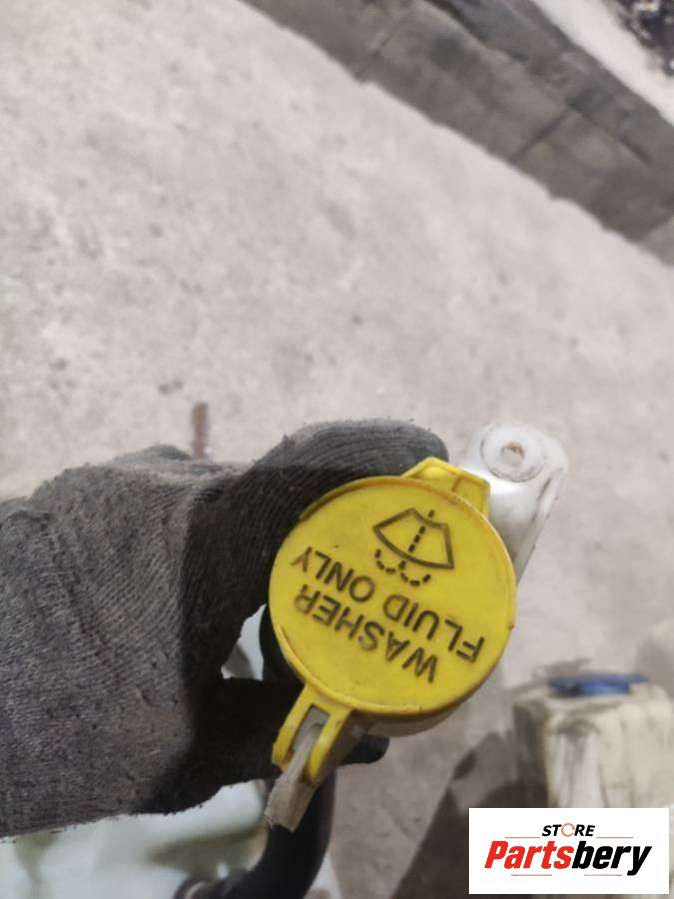 WASHER
FLUID ONLY
STORE
Partsbery